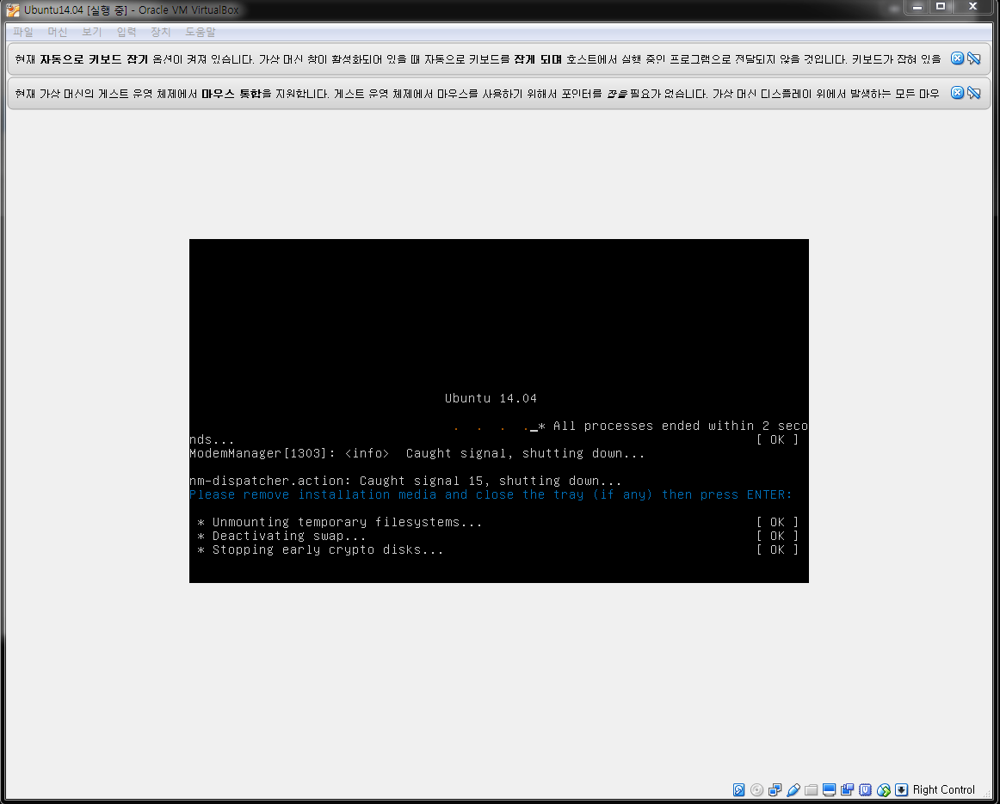 Ubuntu14.04 [실행 중] - Oracle VM VirtualBox
파일 머신 보기 입력 장치 도움말
현재 자동으로 키보드 잡기 옵션이 켜져 있습니다. 가상 머신 창이 활성화되어 있을 때 자동으로 키보드를 잡게 되며 호스트에서 실행 중인 프로그램으로 전달되지 않을 것입니다. 키보드가 잡혀 있을
현재 가상 머신의 게스트 운영 체제에서 마우스 통합을 지원합니다. 게스트 운영 체제에서 마우스를 사용하기 위해서 포인터를 잡을 필요가 없습니다. 가상 머신 디스플레이 위에서 발생하는 모든 마우
Ubuntu 14.04
. . . ._* All processes ended within 2 seco
nds... [ OK ]
ModemManager[1303]: <info>  Caught signal, shutting down...
nm-dispatcher.action: Caught signal 15, shutting down...
Please remove installation media and close the tray (if any) then press ENTER:
* Unmounting temporary filesystems... [ OK ]
* Deactivating swap... [ OK ]
* Stopping early crypto disks... [ OK ]
Right Control